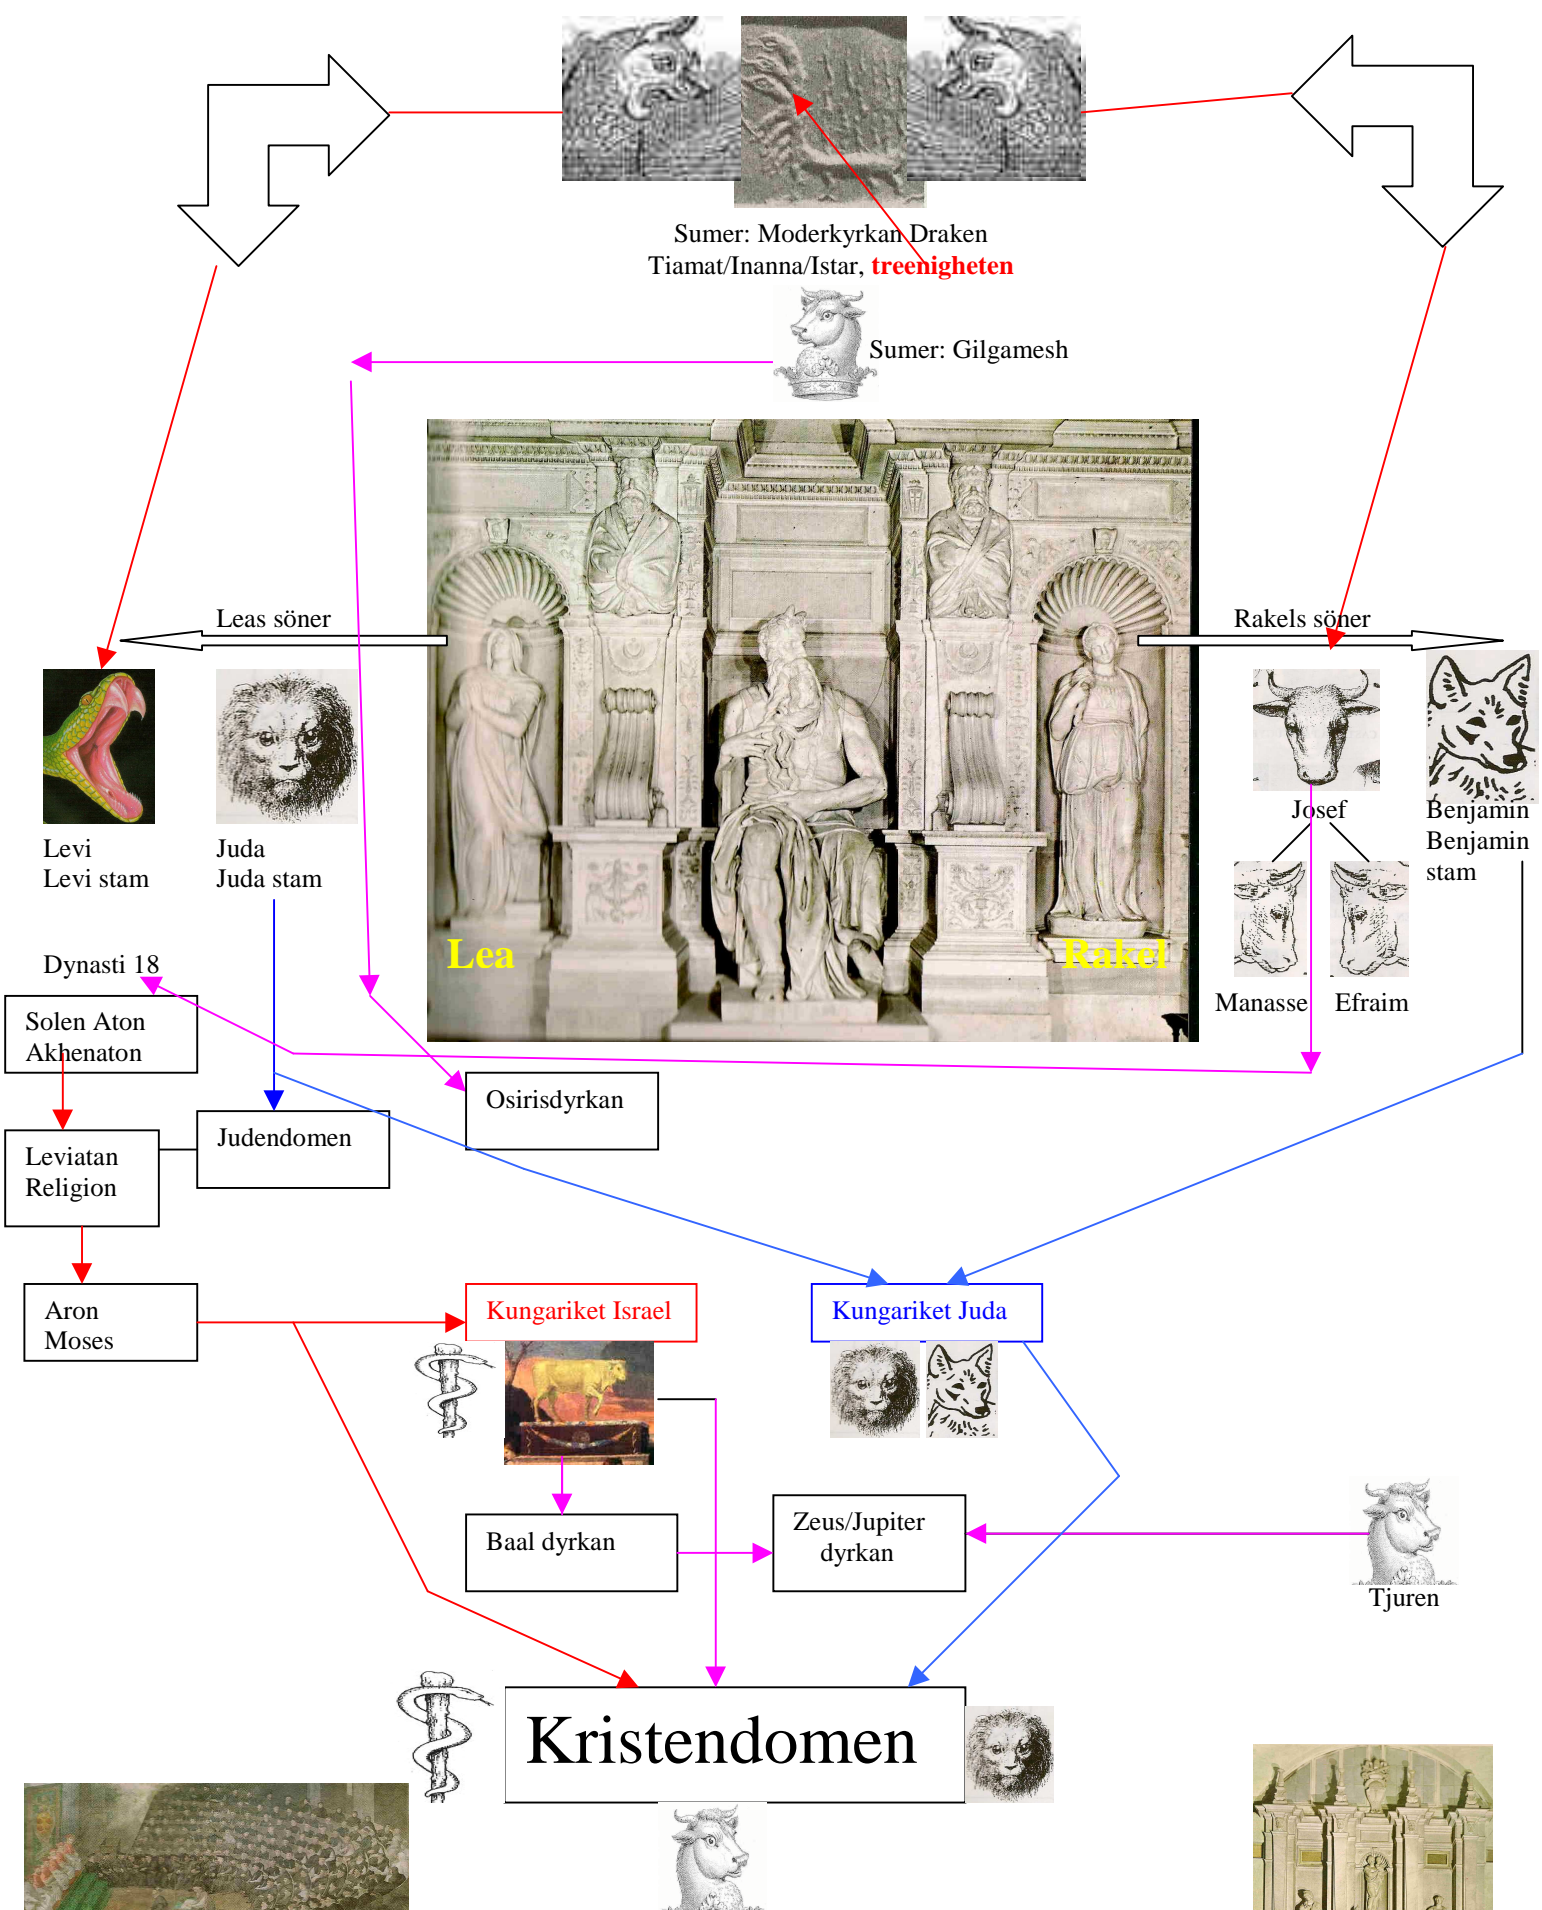 Sumer: Moderkyrkan Draken
Tiamat/Inanna/Istar, treenigheten
Sumer: Gilgamesh
Leas söner
Rakels söner
Levi
Levi stam
Juda
Juda stam
Josef
Benjamin
Benjamin
stam
Lea
Rakel
Manasse
Efraim
Dynasti 18
Solen Aton
Akhenaton
Osirisdyrkan
Judendomen
Leviatan
Religion
Aron
Moses
Kungariket Israel
Kungariket Juda
Baal dyrkan
Zeus/Jupiter
dyrkan
Tjuren
Kristendomen